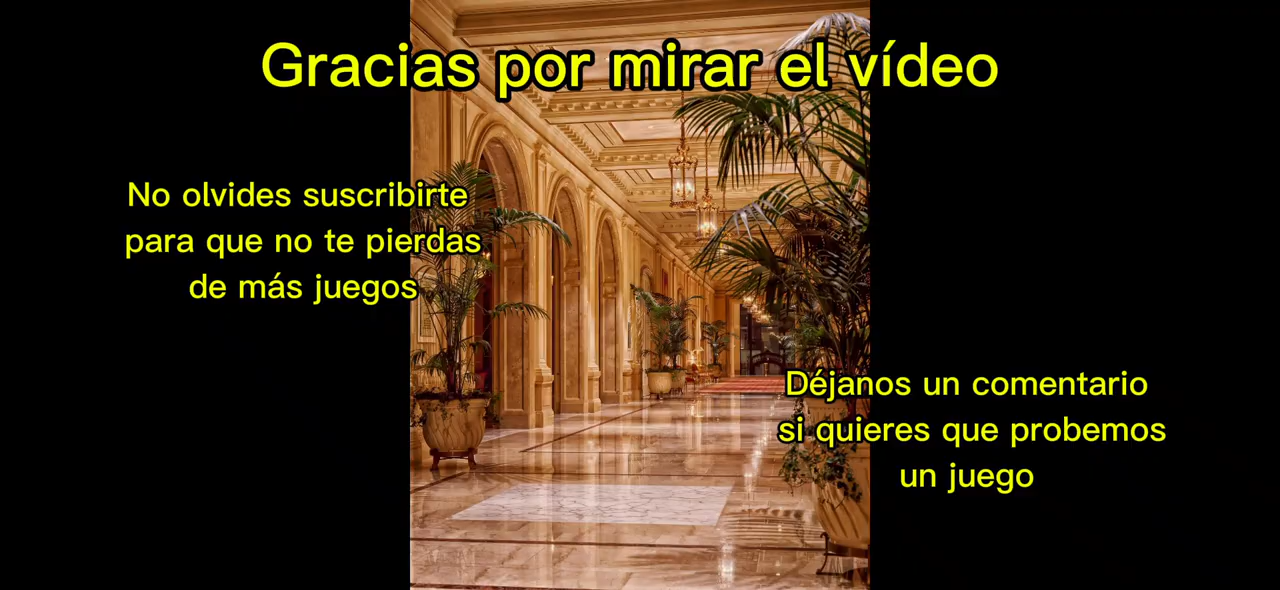 Gracias por mirar el vídeo
No olvides suscribirte
para que no te pierdas
de más juegos
Déjanos un comentario
si quieres que probemos
un juego